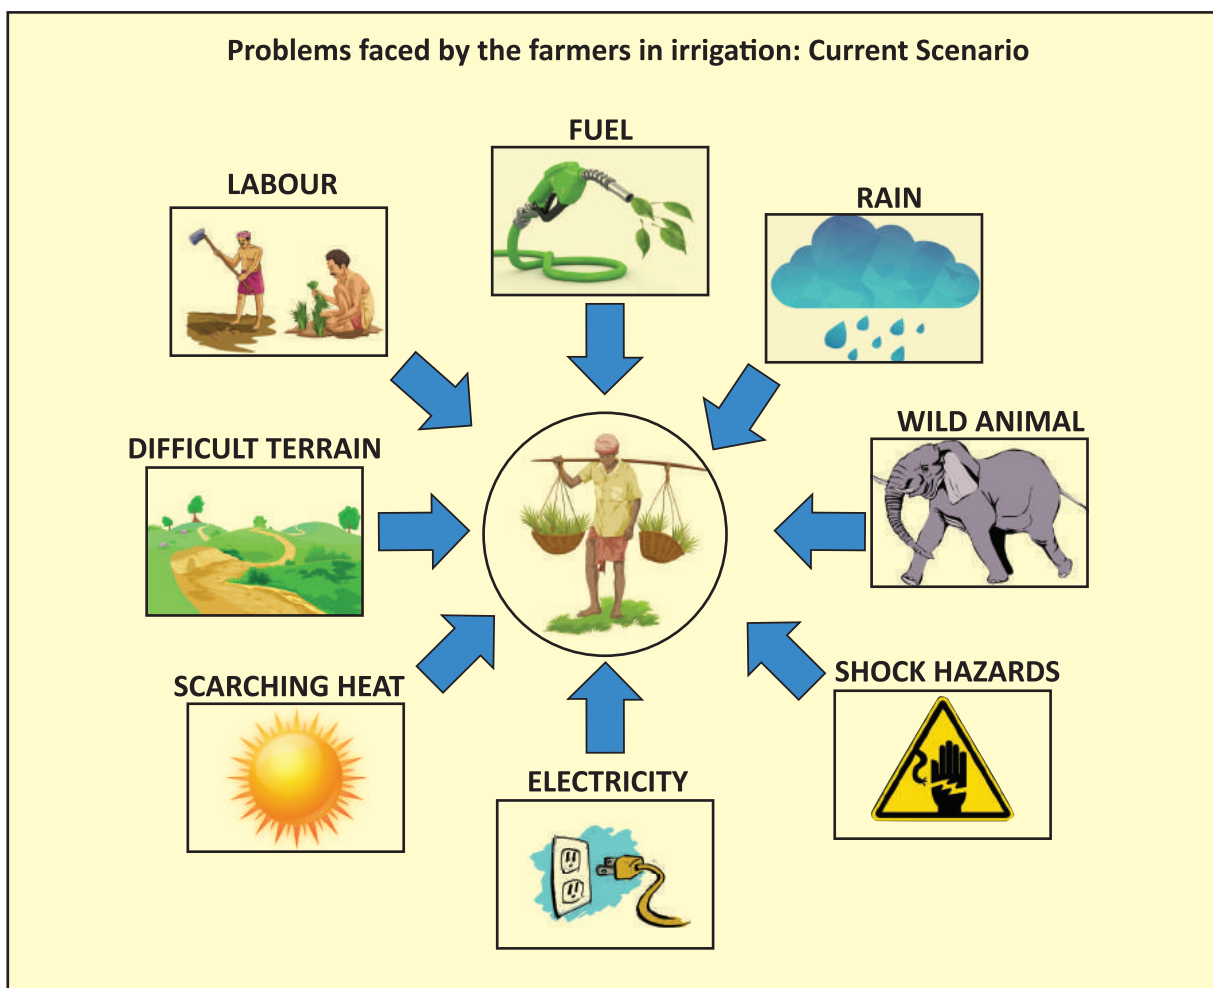 Problems faced by the farmers in irrigation: Current Scenario
FUEL
LABOUR
RAIN
WILD ANIMAL
DIFFICULT TERRAIN
SHOCK HAZARDS
SCARCHING HEAT
ELECTRICITY